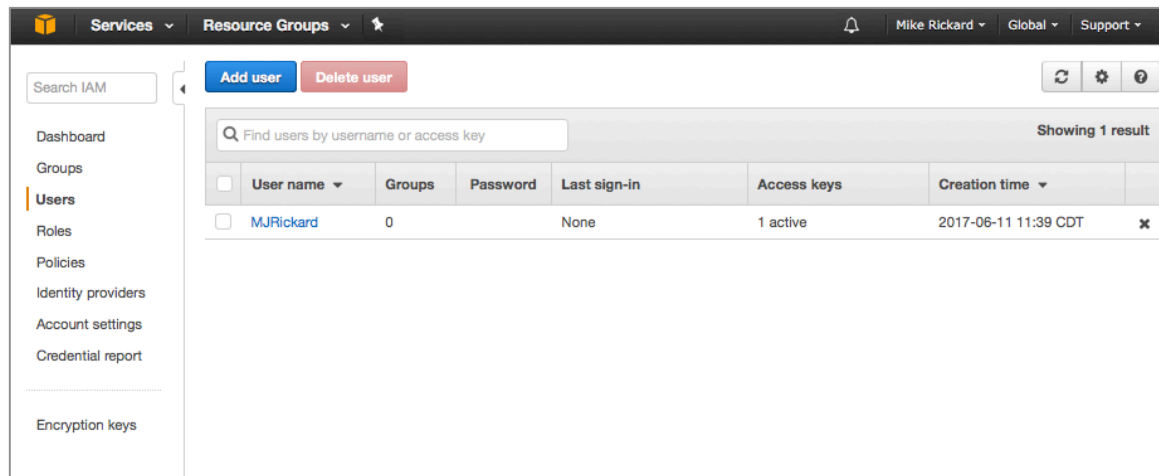 Services Resource Groups Mike Rickard Global Support
Search IAM
Add user Delete user
Find users by username or access key Showing 1 result
Dashboard
Groups
Users
Roles
Policies
Identity providers
Account settings
Credential report
Encryption keys
User name Groups Password Last sign-in Access keys Creation time
MJRickard 0 None 1 active 2017-06-11 11:39 CDT